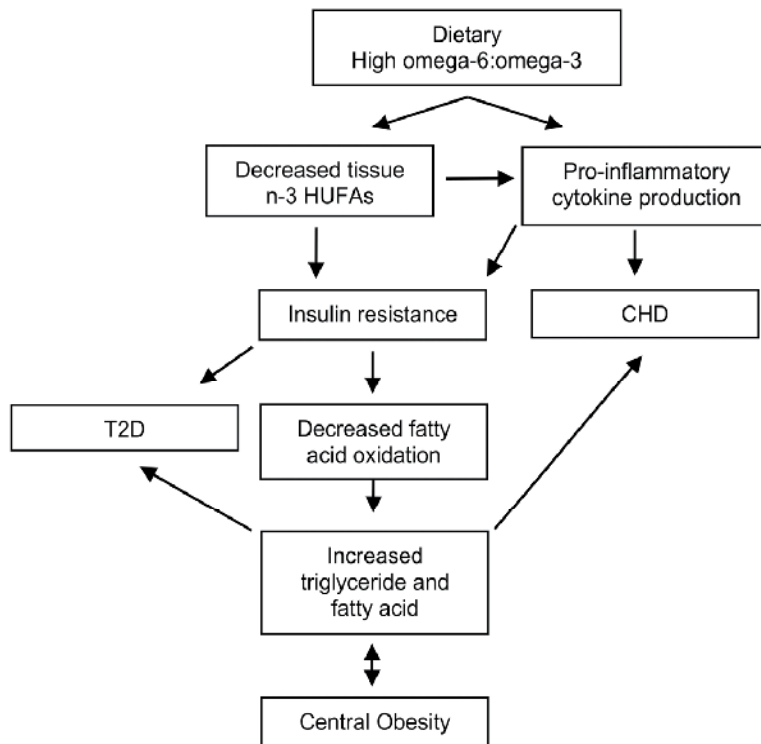 Dietary
High omega-6:omega-3
Decreased tissue
n-3 HUFAs
Pro-inflammatory
cytokine production
Insulin resistance
CHD
T2D
Decreased fatty
acid oxidation
Increased
triglyceride and
fatty acid
Central Obesity